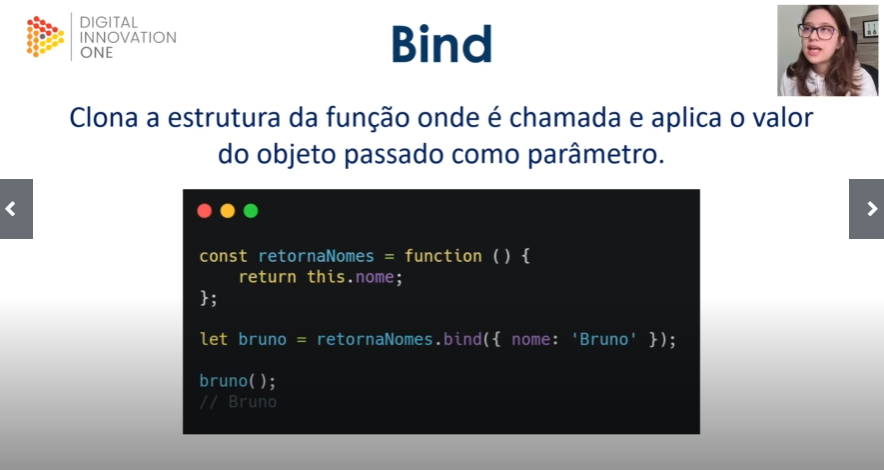 DIGITAL
INNOVATION
ONE
Bind
Clona a estrutura da função onde é chamada e aplica o valor
do objeto passado como parâmetro.
const retornaNomes = function () {
    return this.nome;
};
let bruno = retornaNomes.bind({ nome: 'Bruno' });
bruno();
// Bruno